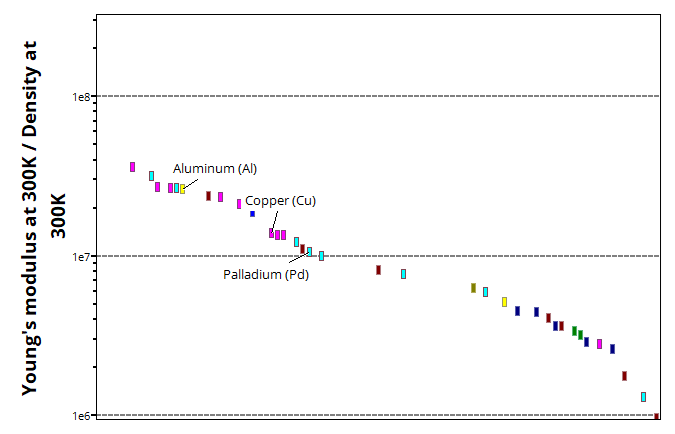 Young's modulus at 300K / Density at
300K
1e8
Aluminum (Al)
Copper (Cu)
1e7
Palladium (Pd)
1e6